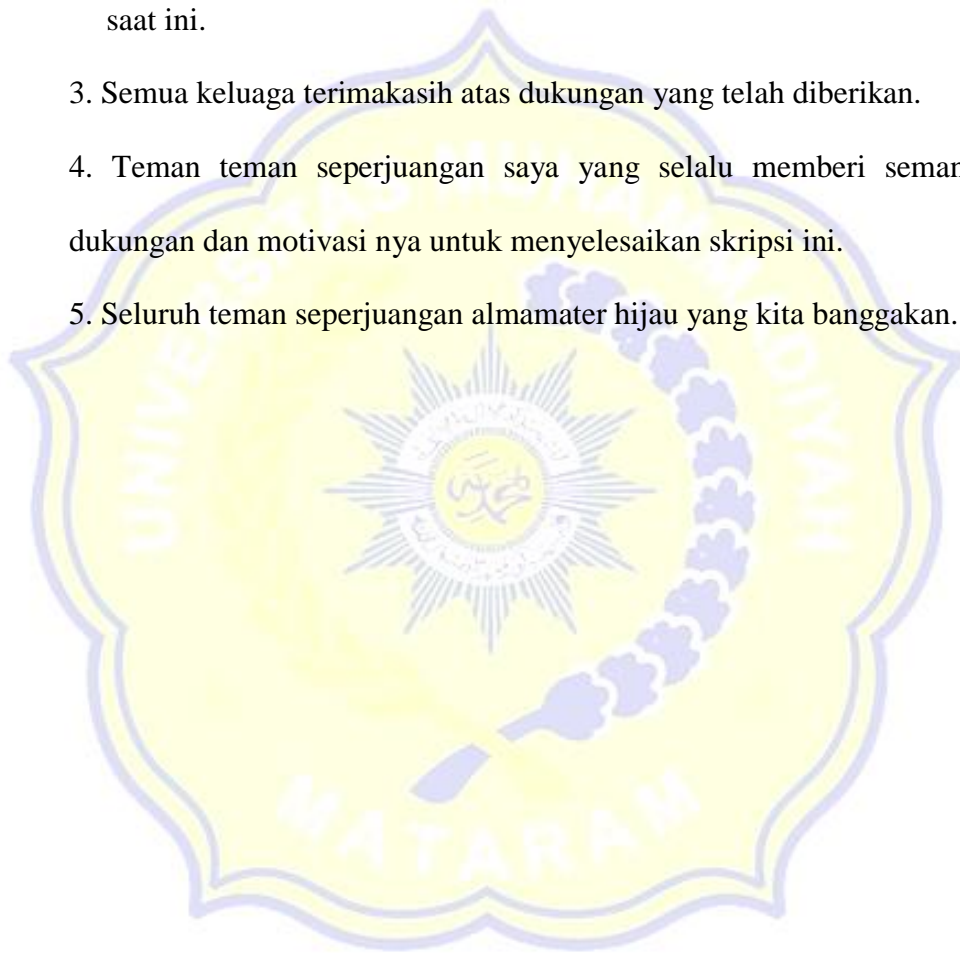 saat ini.
3. Semua keluaga terimakasih atas dukungan yang telah diberikan.
4. Teman teman seperjuangan saya yang selalu memberi seman
dukungan dan motivasi nya untuk menyelesaikan skripsi ini.
5. Seluruh teman seperjuangan almamater hijau yang kita banggakan.
UNIVERSITAS MUHAMMADIYAH
محمد
MATARAM